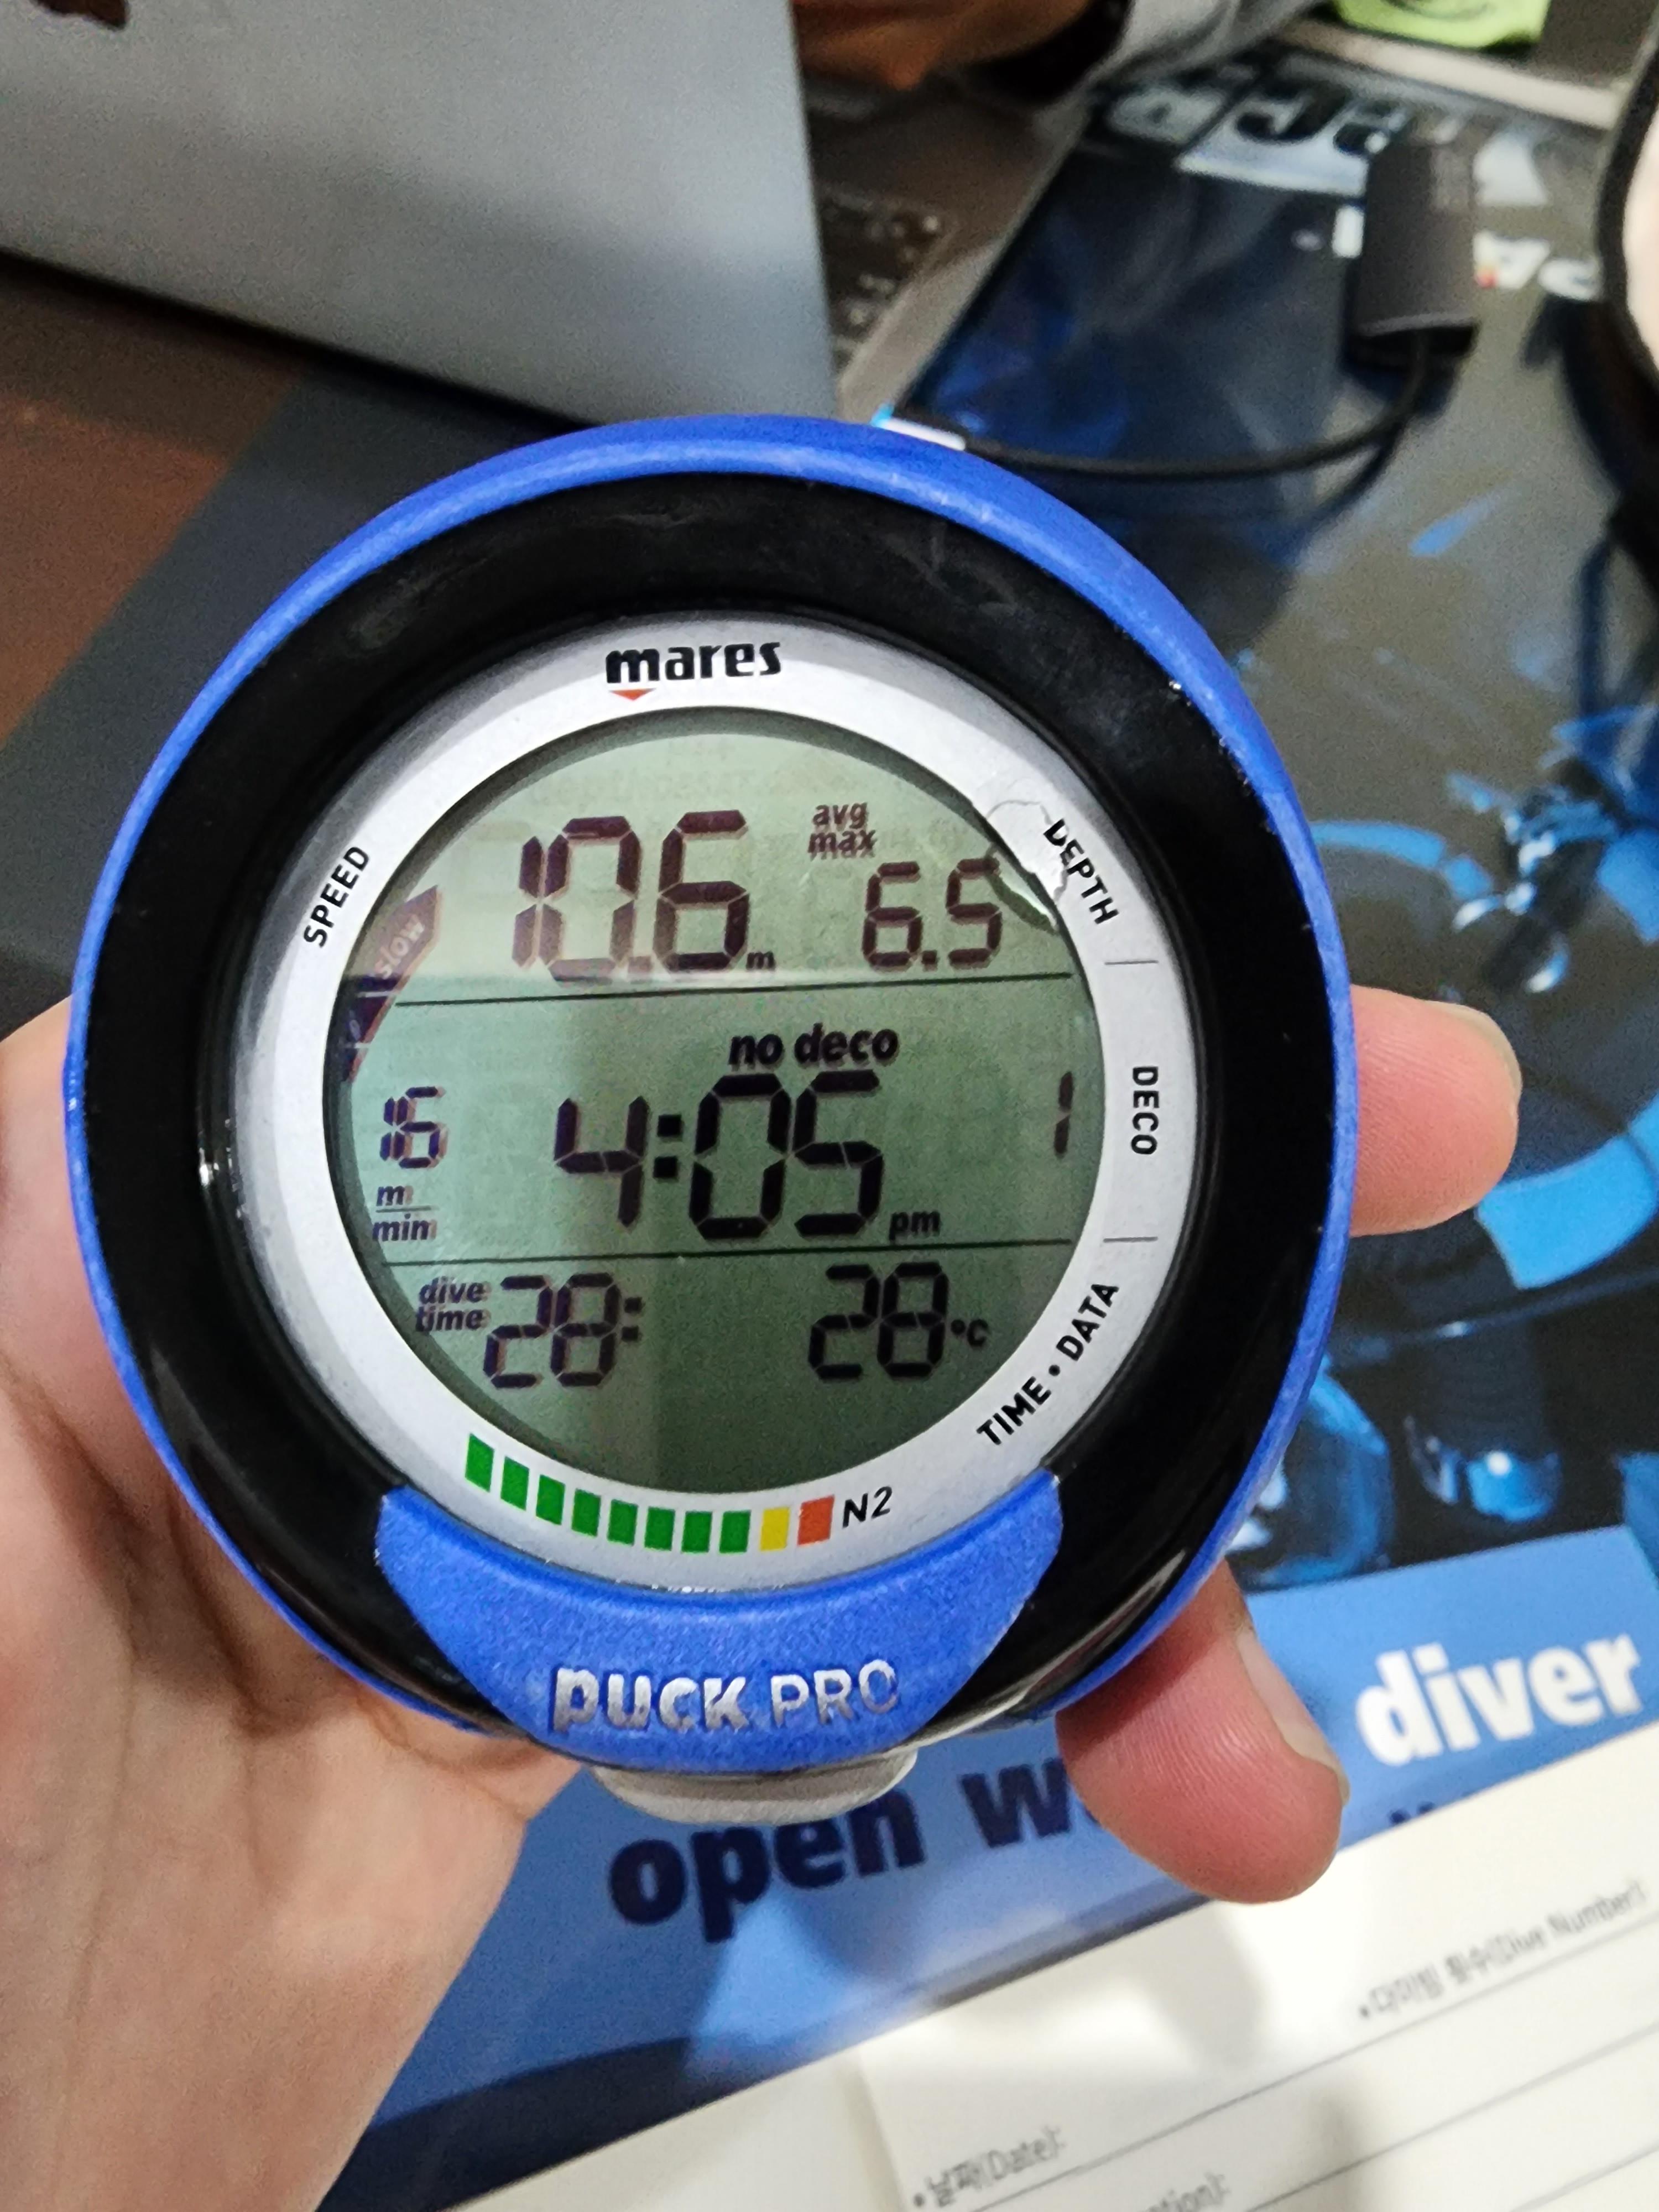 mares
SPEED
DEPTH
DECO
TIME • DATA
slow
10.6 m
avg
max
6.5
no deco
16
m
min
4:05 pm
1
dive
time
28:
28 °C
N2
puck PRO
diver
open w
•다이빙 횟수(Dive Number):
•날짜(Date):